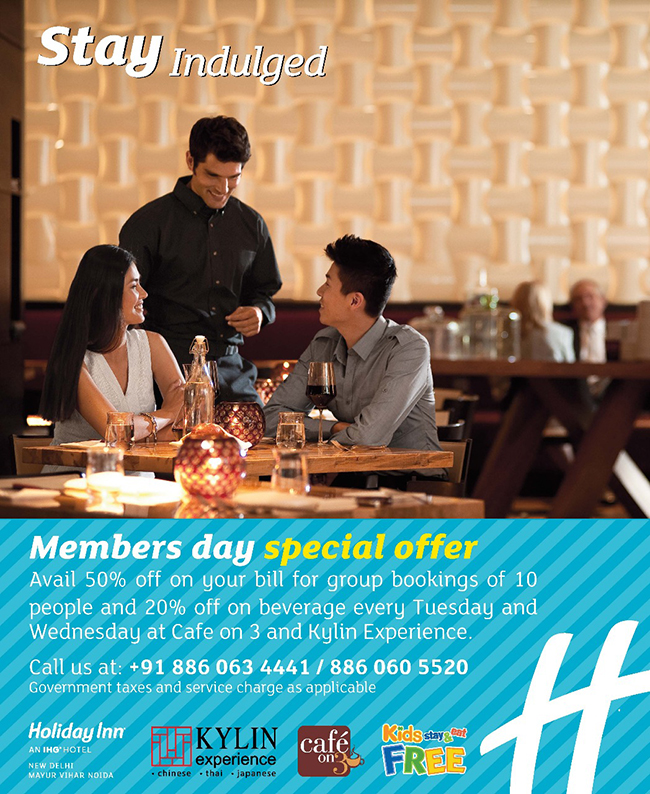 Stay Indulged
Members day special offer
Avail 50% off on your bill for group bookings of 10
people and 20% off on beverage every Tuesday and
Wednesday at Cafe on 3 and Kylin Experience.
Call us at: +91 886 063 4441 / 886 060 5520
Government taxes and service charge as applicable
Holiday Inn
AN IHG® HOTEL
NEW DELHI
MAYUR VIHAR NOIDA
KYLIN
experience
• chinese • thai • japanese
café
on 3
Kids stay & eat
FREE
H